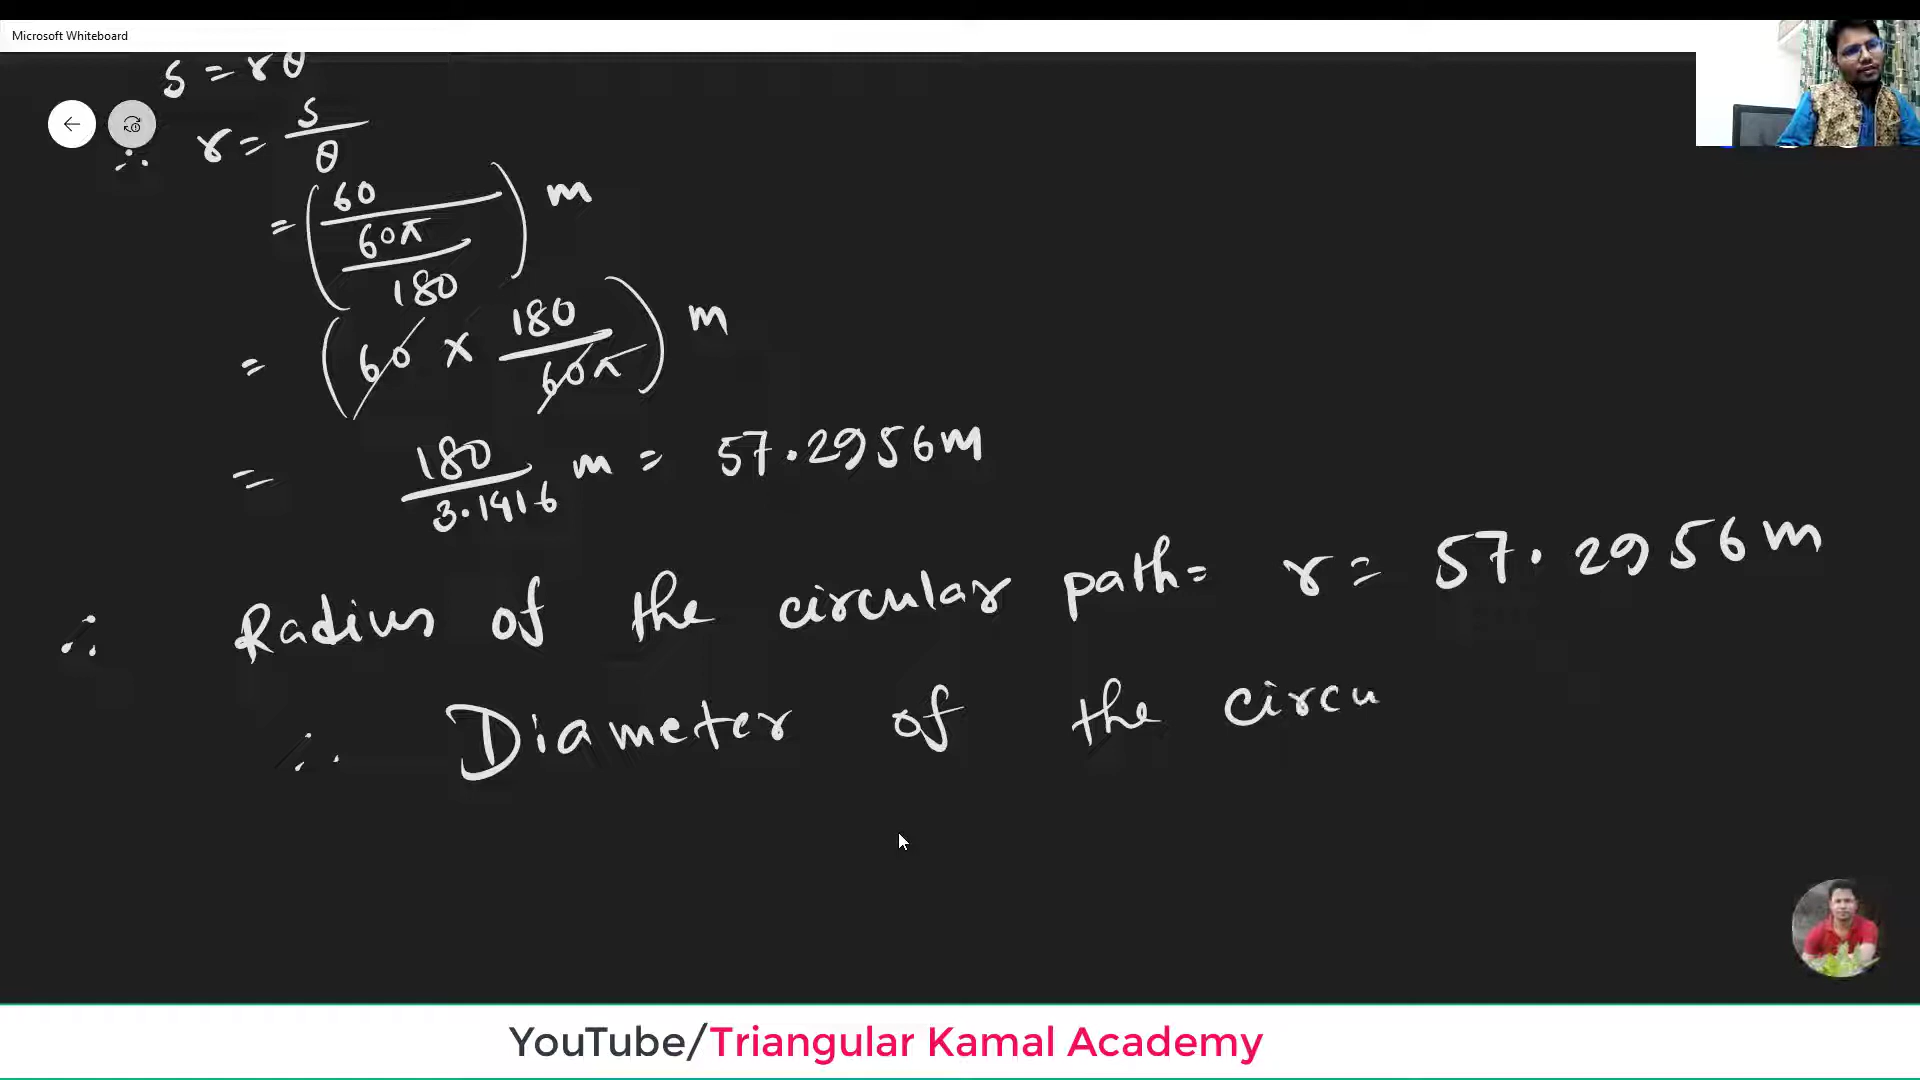 Microsoft Whiteboard
s = rθ
∴ r = s/θ
= (60/(60π/180)) m
= (60 × 180/60π) m
= 180/3.1416 m = 57.2956m
∴ Radius of the circular path = r = 57.2956m
∴ Diameter of the circu
YouTube/Triangular Kamal Academy